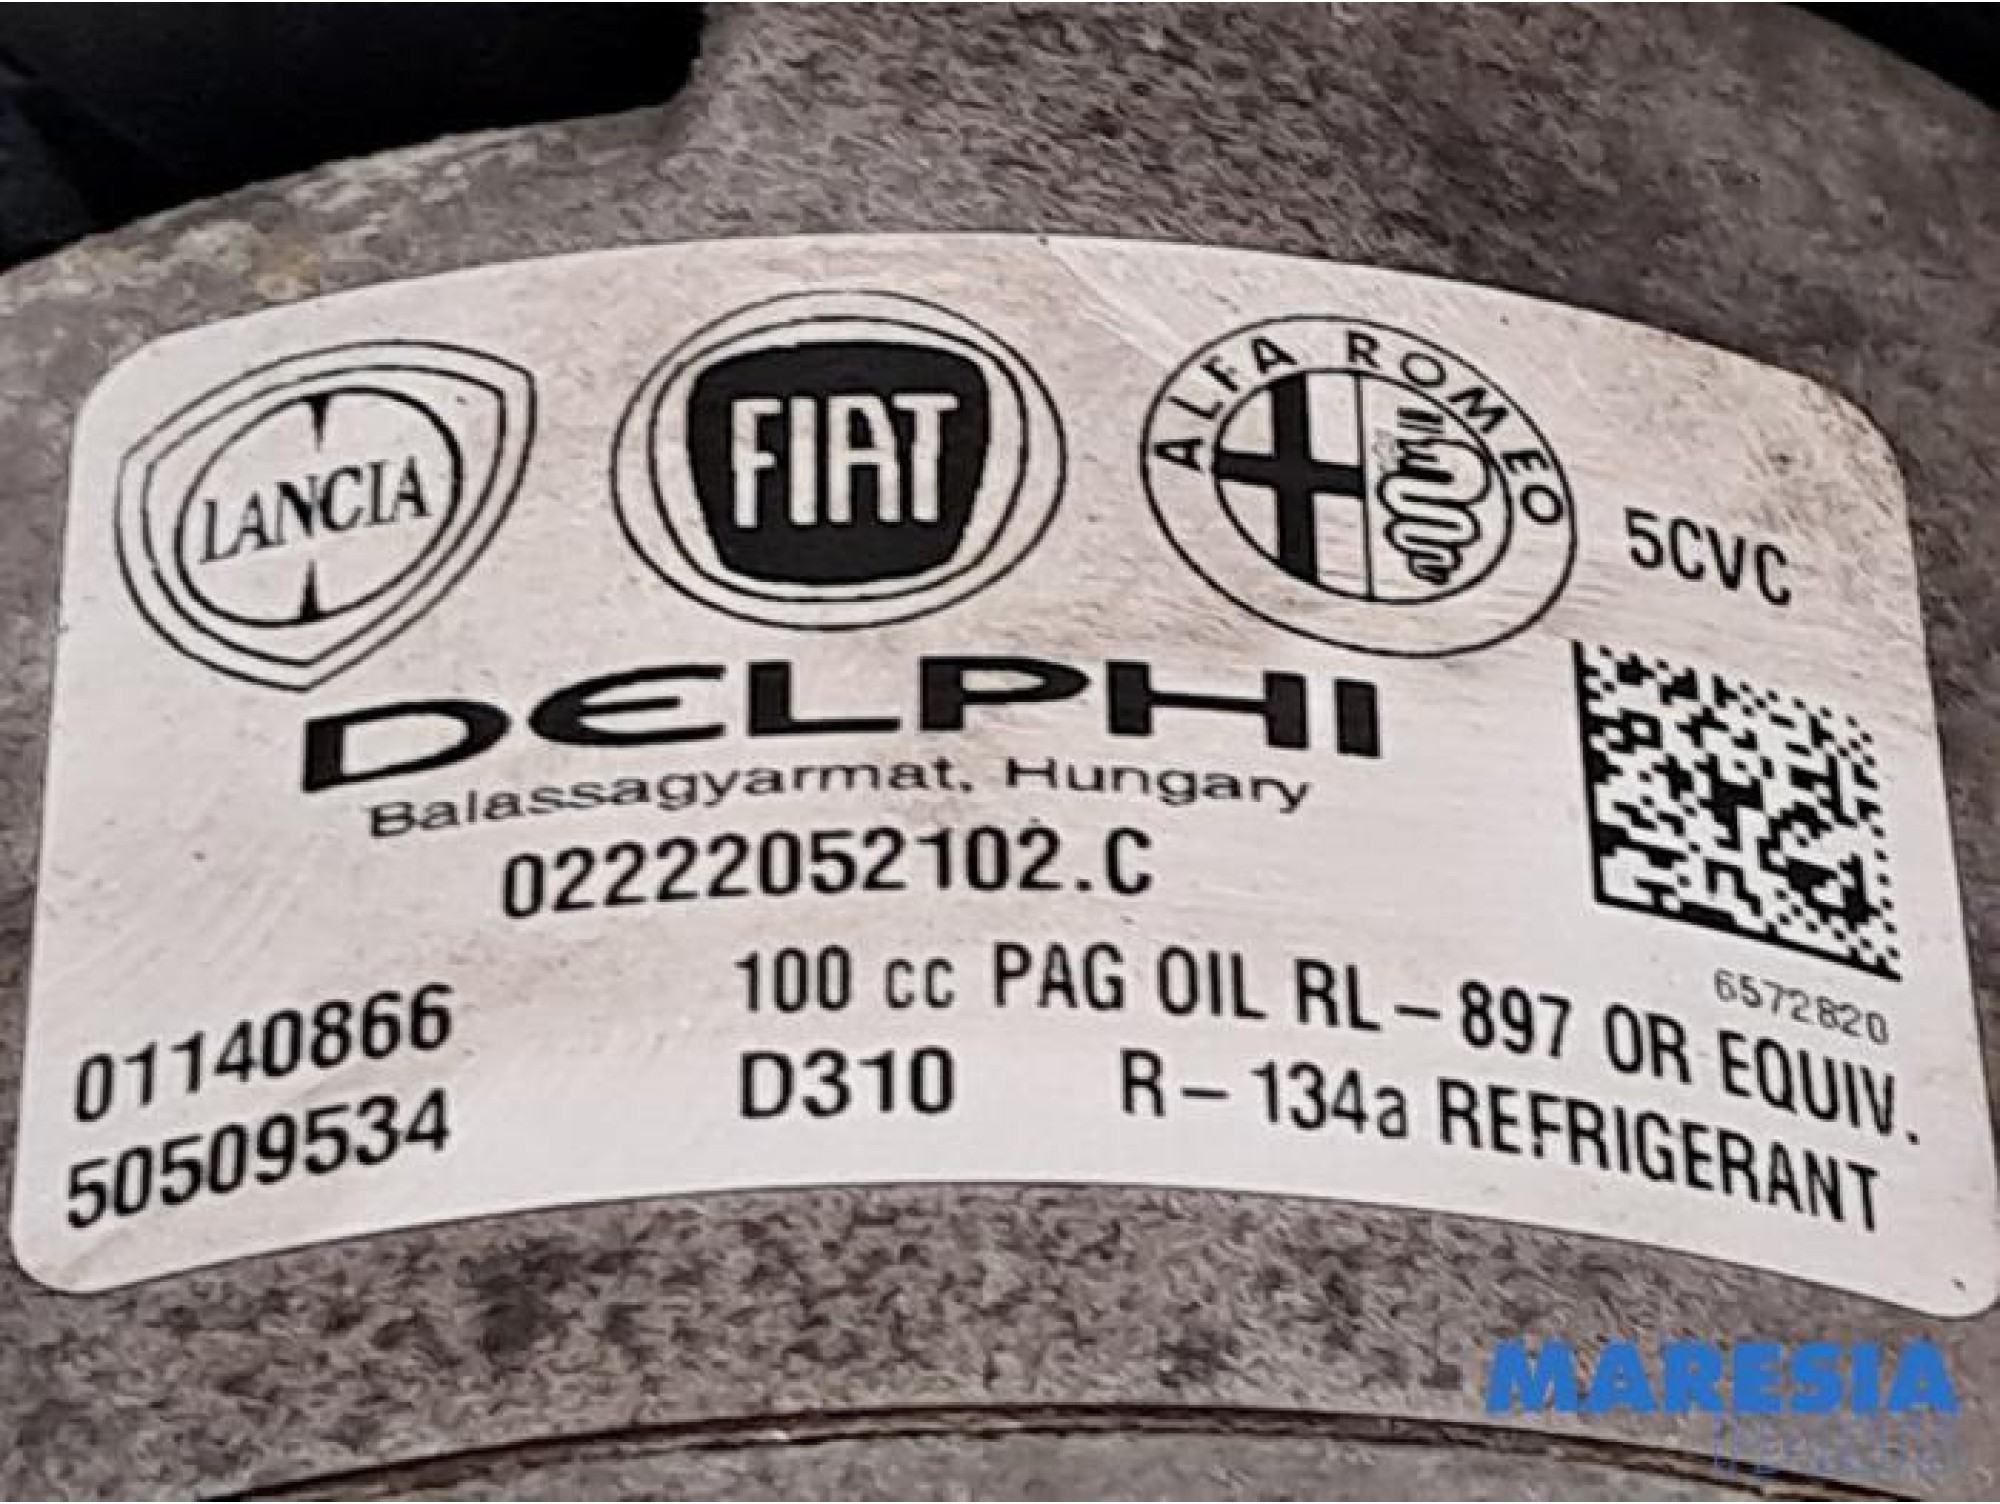 LANCIA
FIAT
ALFA ROMEO
5CVC
DELPHI
Balassagyarmat, Hungary
02222052102.C
6572820
01140866
100 cc PAG OIL RL-897 OR EQUIV.
50509534
D310
R-134a REFRIGERANT
MARESIA